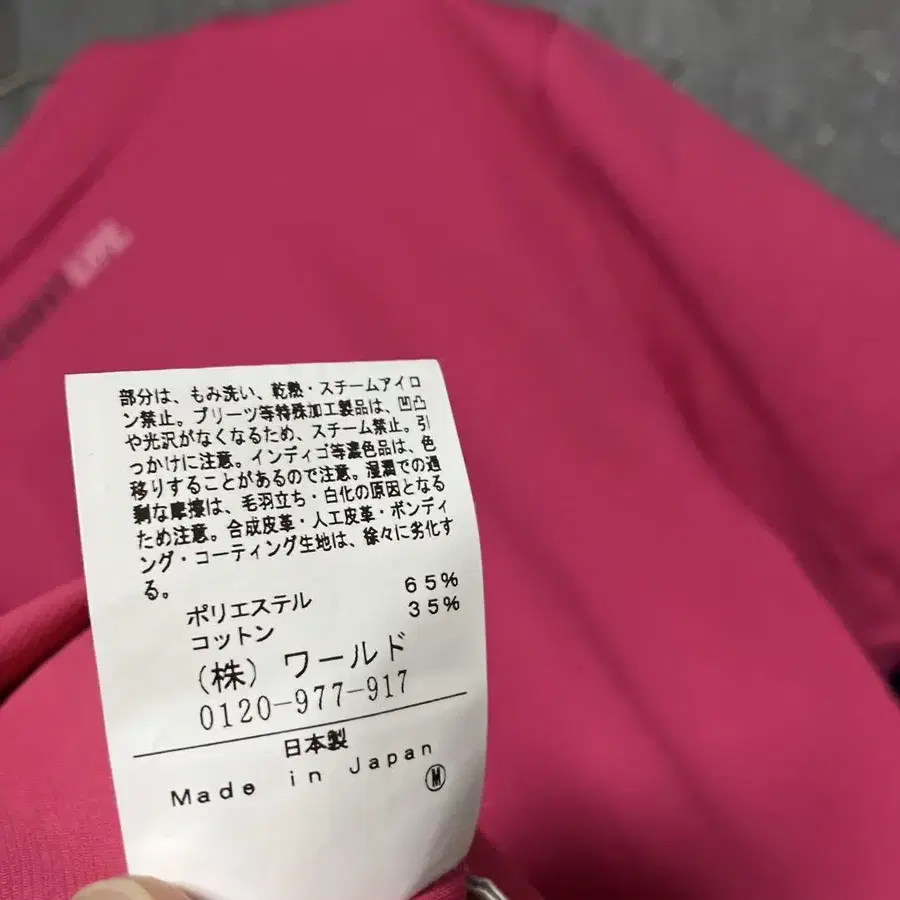 部分は、もみ洗い、乾熱・スチームアイロ
ン禁止。プリーツ等特殊加工製品は、凹凸
や光沢がなくなるため、スチーム禁止。引
っかけに注意。インディゴ等濃色品は、色
移りすることがあるので注意。湿潤での過
剰な摩擦は、毛羽立ち・白化の原因となる
ため注意。合成皮革・人工皮革・ボンディ
ング・コーティング生地は、徐々に劣化す
る。
ポリエステル 65%
コットン 35%
(株) ワールド
0120-977-917
日本製
Made in Japan
Ⓜ